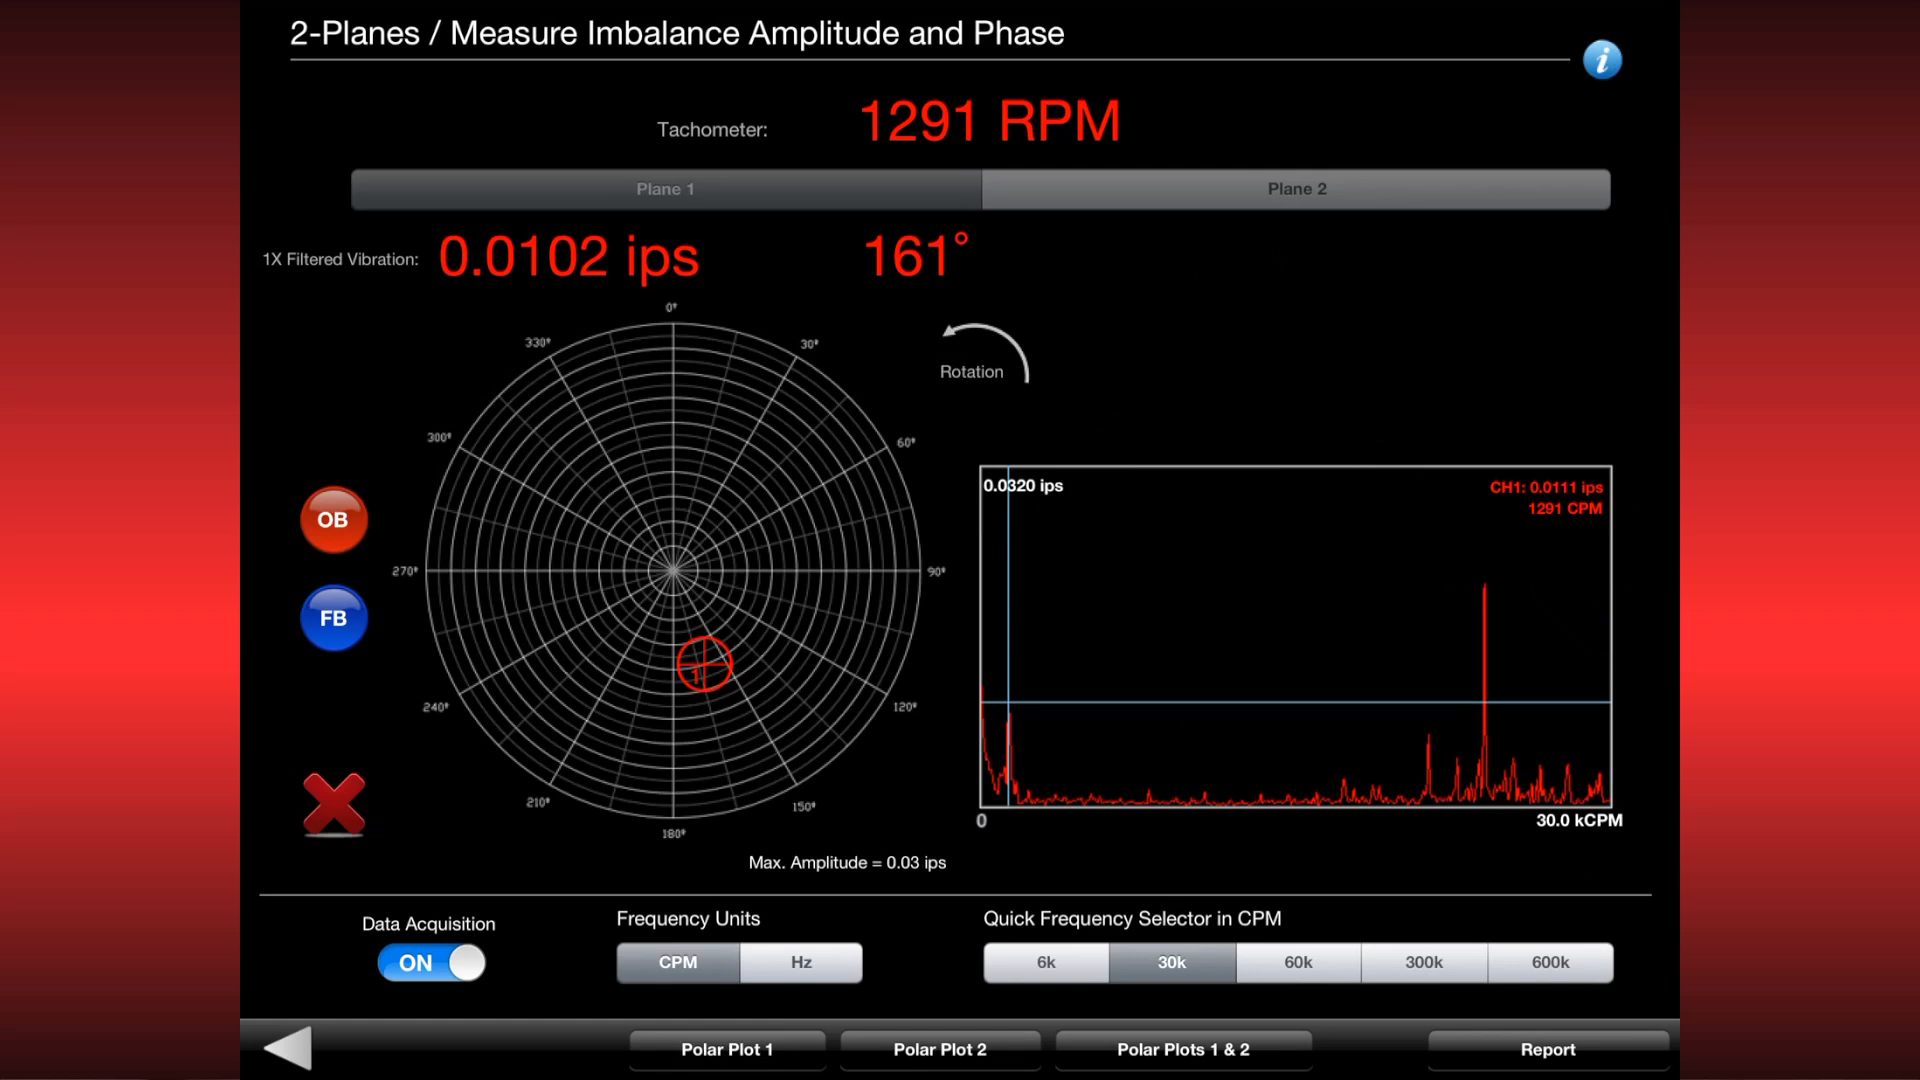 2-Planes / Measure Imbalance Amplitude and Phase
i
Tachometer: 1291 RPM
Plane 1 Plane 2
1X Filtered Vibration: 0.0102 ips 161°
0°
330° 30°
Rotation
300° 60°
0.0320 ips CH1: 0.0111 ips
1291 CPM
OB
270° 90°
FB
1
240° 120°
210° 150°
0 30.0 kCPM
180°
Max. Amplitude = 0.03 ips
Data Acquisition Frequency Units Quick Frequency Selector in CPM
ON CPM Hz 6k 30k 60k 300k 600k
Polar Plot 1 Polar Plot 2 Polar Plots 1 & 2 Report